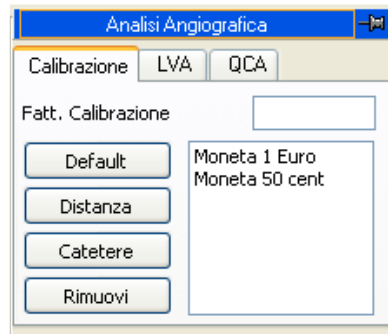 Analisi Angiografica
Calibrazione LVA QCA
Fatt. Calibrazione
Default
Distanza
Catetere
Rimuovi
Moneta 1 Euro
Moneta 50 cent